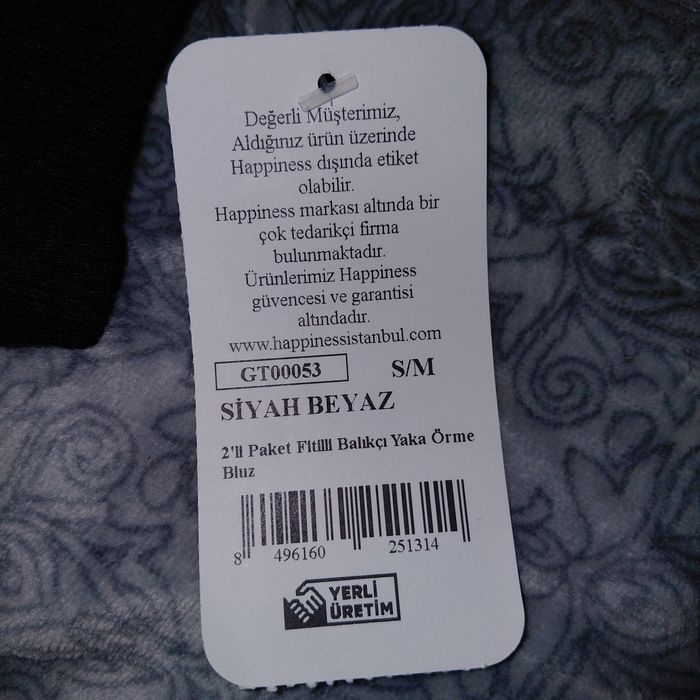 Değerli Müşterimiz,
Aldığınız ürün üzerinde
Happiness dışında etiket
olabilir.
Happiness markası altında bir
çok tedarikçi firma
bulunmaktadır.
Ürünlerimiz Happiness
güvencesi ve garantisi
altındadır.
www.happinessistanbul.com
GT00053 S/M
SİYAH BEYAZ
2'li Paket Fitilli Balıkçı Yaka Örme
Bluz
8 496160 251314
YERLİ
ÜRETİM